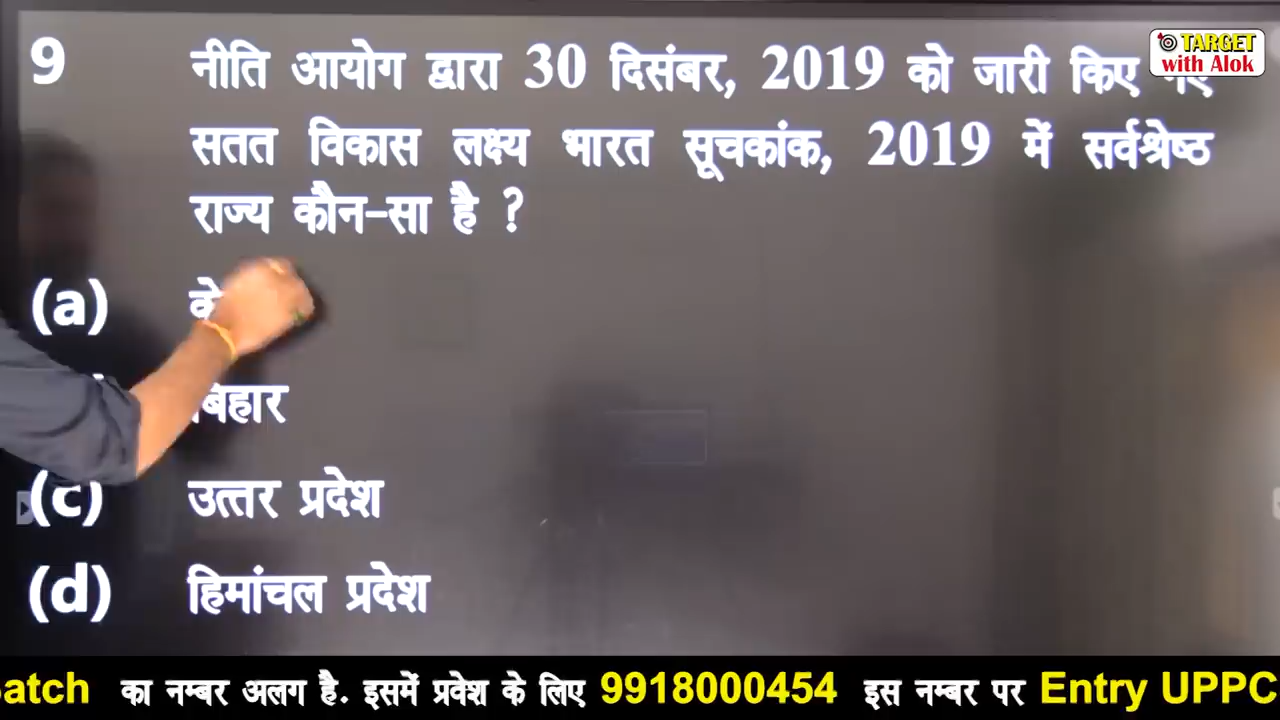 TARGET
with Alok
9 नीति आयोग द्वारा 30 दिसंबर, 2019 को जारी किए
सतत विकास लक्ष्य भारत सूचकांक, 2019 में सर्वश्रेष्ठ
राज्य कौन-सा है ?
(a)
बिहार
(c) उत्तर प्रदेश
(d) हिमांचल प्रदेश
का नम्बर अलग है. इसमें प्रवेश के लिए 9918000454 इस नम्बर पर Entry UPPC